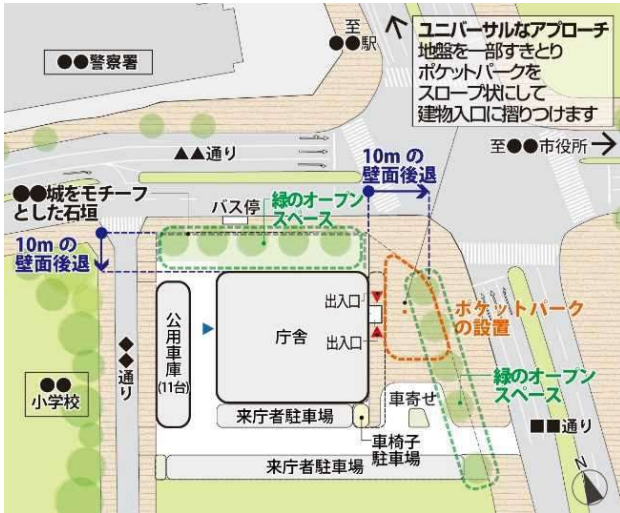 至
●●駅
ユニバーサルなアプローチ
地盤を一部すきとり
ポケットパークを
スロープ状にして
建物入口に摺りつけます
●●警察署
至●●市役所
▲▲通り
10mの
壁面後退
●●城をモチーフ
とした石垣
バス停
緑のオープン
スペース
10mの
壁面後退
出入口
ポケットパーク
の設置
公用車庫
(11台)
庁舎
出入口
◆◆通り
●●
小学校
緑のオープン
スペース
車寄せ
来庁者駐車場
■■通り
車椅子
駐車場
来庁者駐車場
N